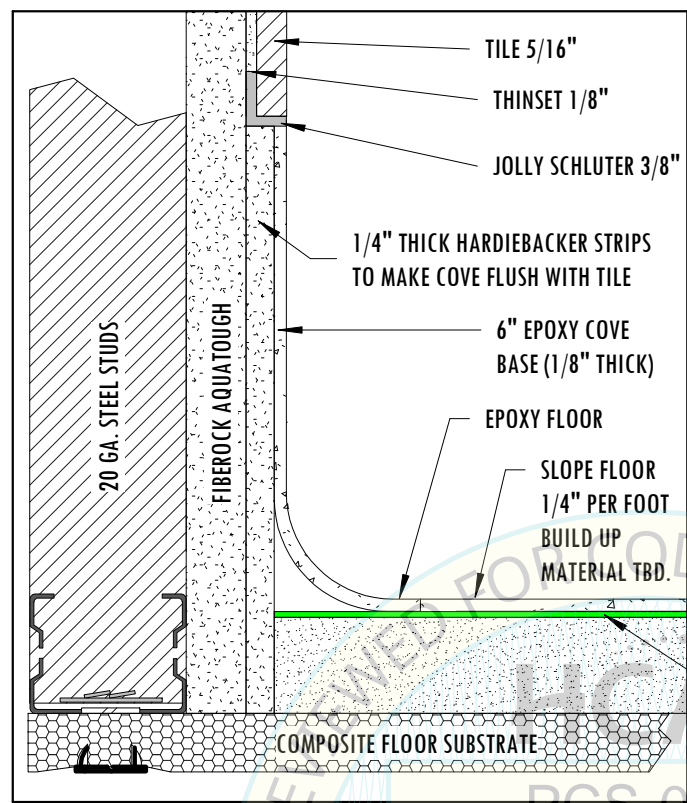 TILE 5/16"
THINSET 1/8"
JOLLY SCHLUTER 3/8"
1/4" THICK HARDIEBACKER STRIPS
TO MAKE COVE FLUSH WITH TILE
6" EPOXY COVE
BASE (1/8" THICK)
EPOXY FLOOR
SLOPE FLOOR
1/4" PER FOOT
BUILD UP
MATERIAL TBD.
20 GA. STEEL STUDS
FIBEROCK AQUATOUGH
COMPOSITE FLOOR SUBSTRATE
FOR